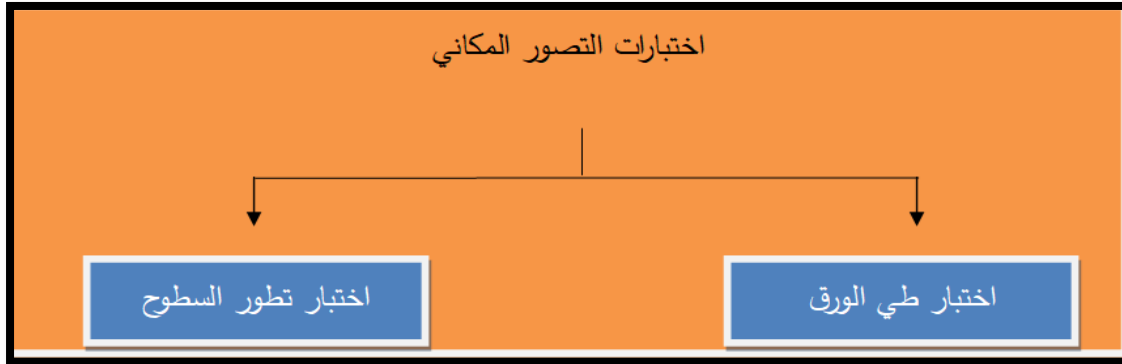 اختبارات التصور المكاني
اختبار طي الورق
اختبار تطور السطوح